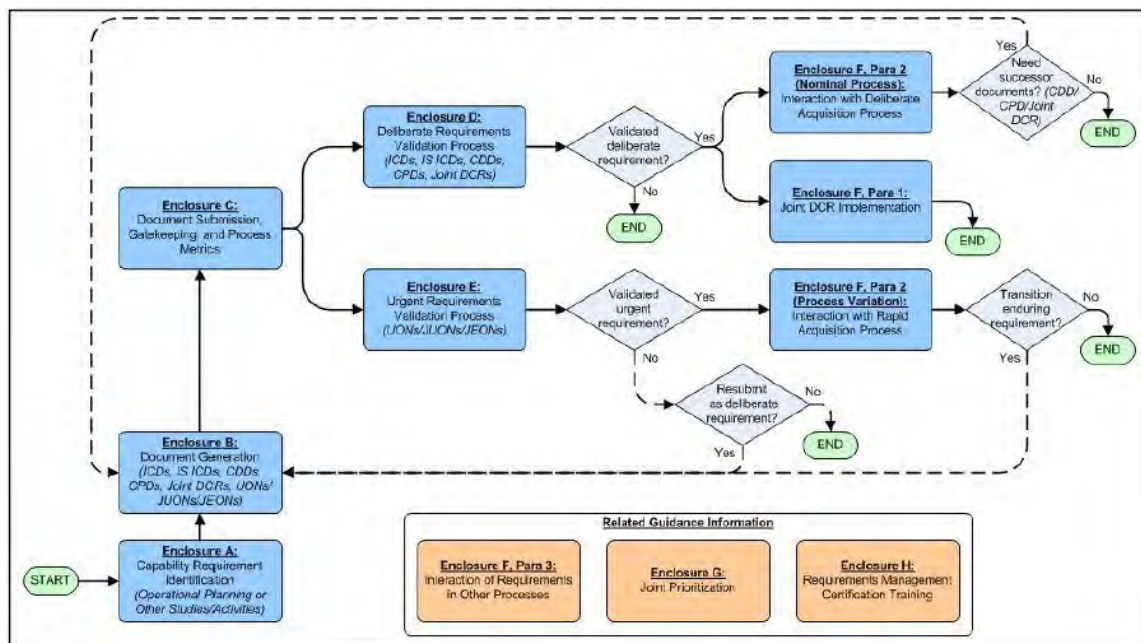 START
Enclosure A:
Capability Requirement
Identification
(Operational Planning or
Other Studies/Activities)
Enclosure B:
Document Generation
(ICDs, IS ICDs, CDDs
CPDs, Joint DCRs, UONs/
JUONs/JEONs)
Enclosure C:
Document Submission,
Gatekeeping, and Process
Metrics
Enclosure D:
Deliberate Requirements
Validation Process
(ICDs, IS ICDs, CDDs,
CPDs, Joint DCRs)
Validated
deliberate
requirement?
Yes
No
END
Enclosure F, Para 2
(Nominal Process):
Interaction with Deliberate
Acquisition Process
Yes
Need
successor
documents? (CDD/
CPD/Joint
DCR)
No
END
Enclosure F, Para 1:
Joint DCR Implementation
END
Enclosure E:
Urgent Requirements
Validation Process
(UONs/JUONs/JEONs)
Validated
urgent
requirement?
Yes
No
Enclosure F, Para 2
(Process Variation):
Interaction with Rapid
Acquisition Process
Transition
enduring
requirement?
No
Yes
END
Resubmit
as deliberate
requirement?
No
Yes
END
Related Guidance Information
Enclosure F, Para 3:
Interaction of Requirements
in Other Processes
Enclosure G:
Joint Prioritization
Enclosure H:
Requirements Management
Certification Training